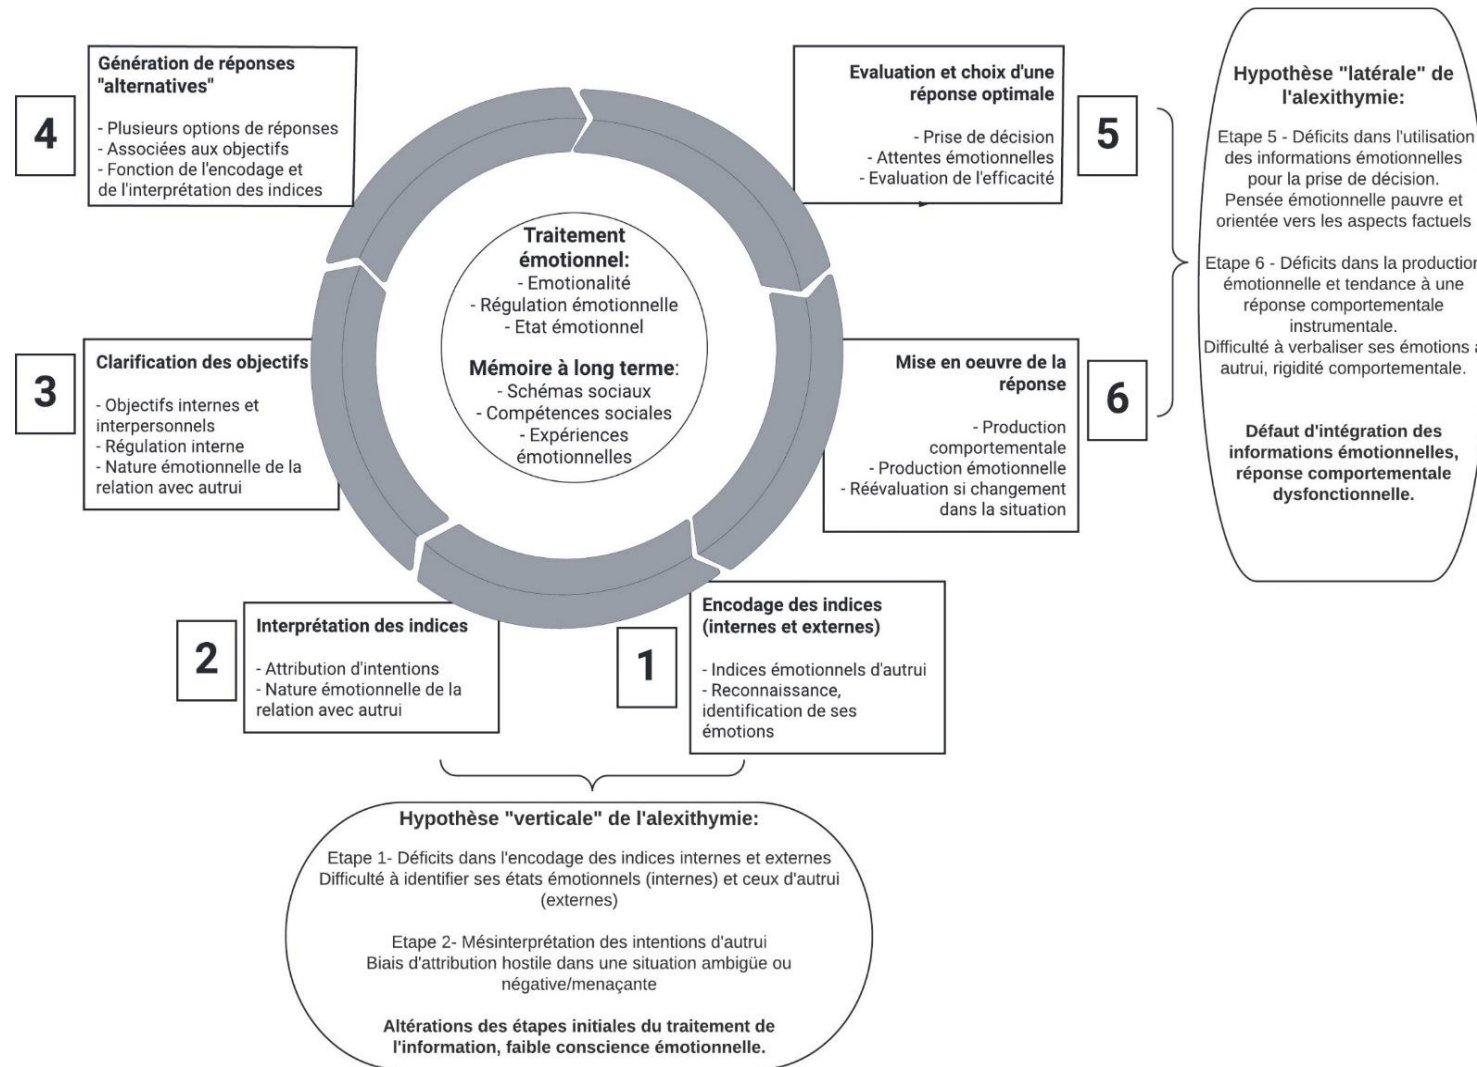 4
Génération de réponses
"alternatives"
- Plusieurs options de réponses
- Associées aux objectifs
- Fonction de l'encodage et
de l'interprétation des indices
Evaluation et choix d'une
réponse optimale
- Prise de décision
- Attentes émotionnelles
- Evaluation de l'efficacité
5
Hypothèse "latérale" de
l'alexithymie:
Etape 5 - Déficits dans l'utilisation
des informations émotionnelles
pour la prise de décision.
Pensée émotionnelle pauvre et
orientée vers les aspects factuels
Etape 6 - Déficits dans la production
émotionnelle et tendance à une
réponse comportementale
instrumentale.
Difficulté à verbaliser ses émotions à
autrui, rigidité comportementale.
Défaut d'intégration des
informations émotionnelles,
réponse comportementale
dysfonctionnelle.
Traitement
émotionnel:
- Emotionalité
- Régulation émotionnelle
- Etat émotionnel
Mémoire à long terme:
- Schémas sociaux
- Compétences sociales
- Expériences
émotionnelles
3
Clarification des objectifs
- Objectifs internes et
interpersonnels
- Régulation interne
- Nature émotionnelle de la
relation avec autrui
Mise en oeuvre de la
réponse
- Production
comportementale
- Production émotionnelle
- Réévaluation si changement
dans la situation
6
2
Interprétation des indices
- Attribution d'intentions
- Nature émotionnelle de la
relation avec autrui
1
Encodage des indices
(internes et externes)
- Indices émotionnels d'autrui
- Reconnaissance,
identification de ses
émotions
Hypothèse "verticale" de l'alexithymie:
Etape 1- Déficits dans l'encodage des indices internes et externes
Difficulté à identifier ses états émotionnels (internes) et ceux d'autrui
(externes)
Etape 2- Mésinterprétation des intentions d'autrui
Biais d'attribution hostile dans une situation ambigüe ou
négative/menaçante
Altérations des étapes initiales du traitement de
l'information, faible conscience émotionnelle.